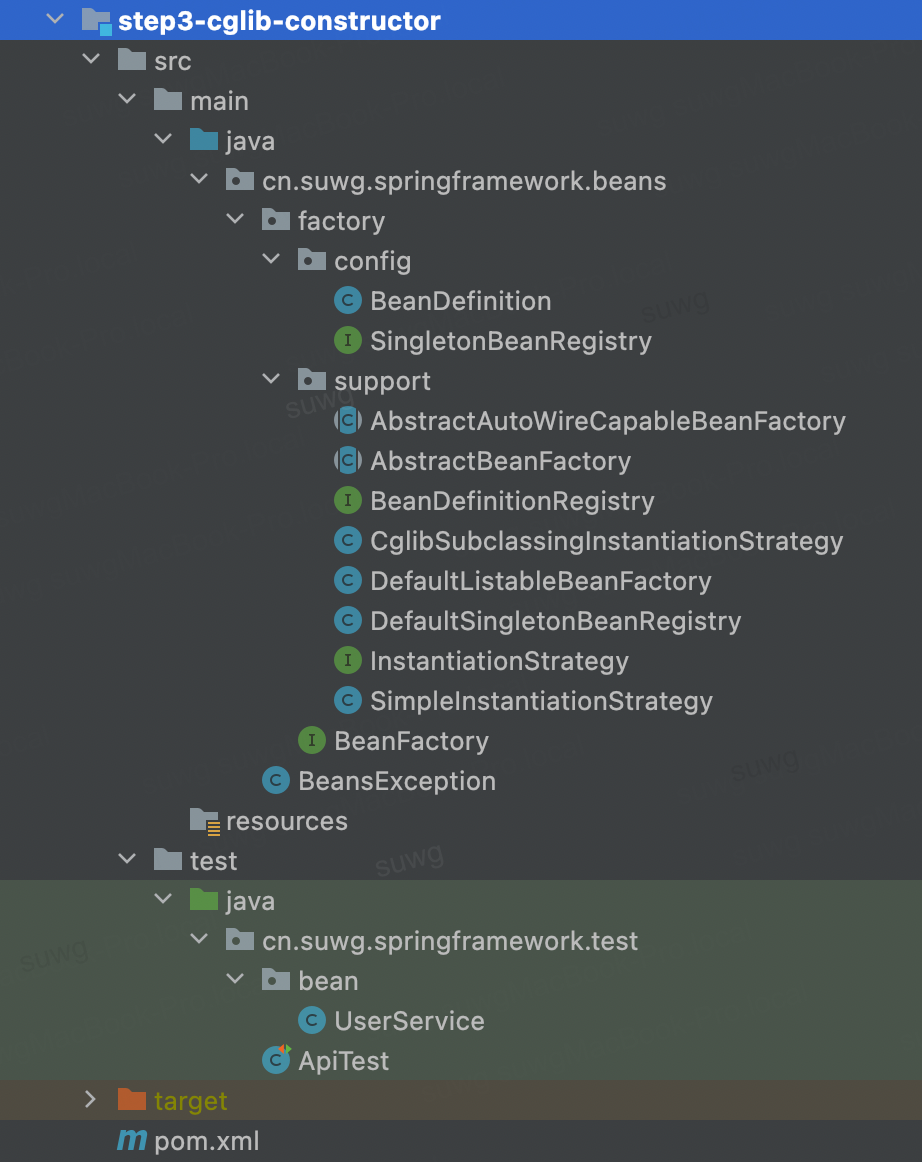 step3-cglib-constructor
src
main
java
cn.suwg.springframework.beans
factory
config
C BeanDefinition
I SingletonBeanRegistry
support
C AbstractAutoWireCapableBeanFactory
C AbstractBeanFactory
I BeanDefinitionRegistry
C CglibSubclassingInstantiationStrategy
C DefaultListableBeanFactory
C DefaultSingletonBeanRegistry
I InstantiationStrategy
C SimpleInstantiationStrategy
I BeanFactory
C BeansException
resources
test
java
cn.suwg.springframework.test
bean
C UserService
C ApiTest
target
m pom.xml
suwg
suwg
suwg
suwg
suwg